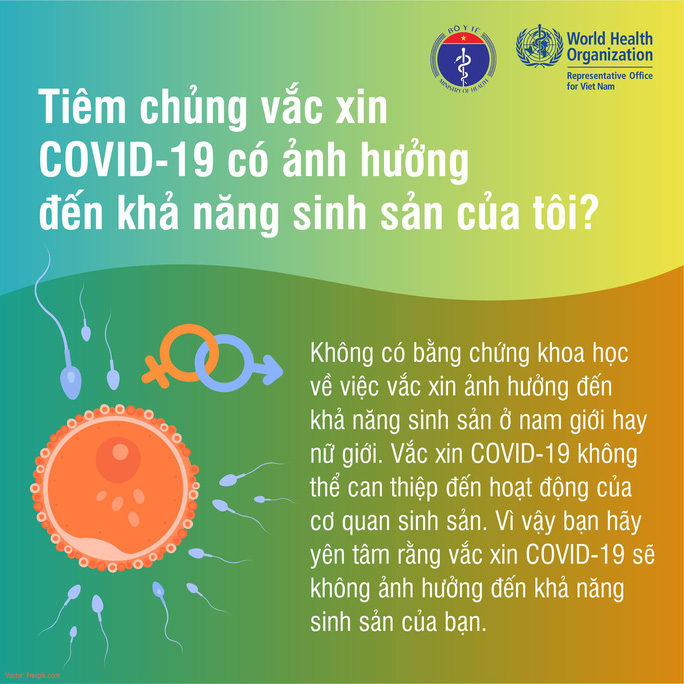 BỘ Y TẾ
MINISTRY OF HEALTH
World Health
Organization
Representative Office
for Viet Nam
Tiêm chủng vắc xin
COVID-19 có ảnh hưởng
đến khả năng sinh sản của tôi?
Không có bằng chứng khoa học
về việc vắc xin ảnh hưởng đến
khả năng sinh sản ở nam giới hay
nữ giới. Vắc xin COVID-19 không
thể can thiệp đến hoạt động của
cơ quan sinh sản. Vì vậy bạn hãy
yên tâm rằng vắc xin COVID-19 sẽ
không ảnh hưởng đến khả năng
sinh sản của bạn.